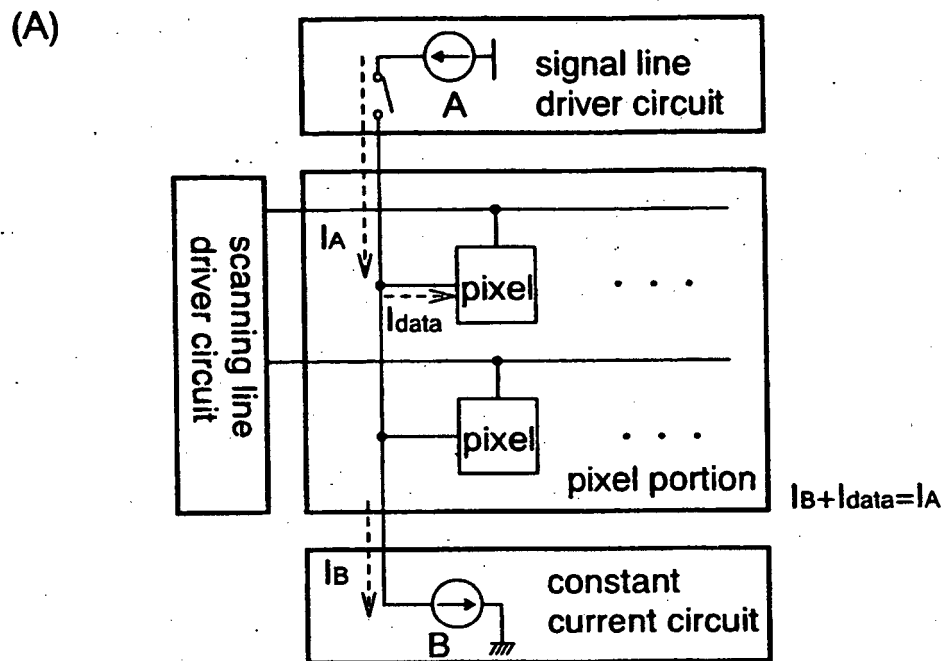 (A)
signal line
driver circuit
A
scanning line
driver circuit
IA
pixel
. . .
Idata
pixel
. . .
pixel portion
IB+Idata=IA
IB
constant
current circuit
B